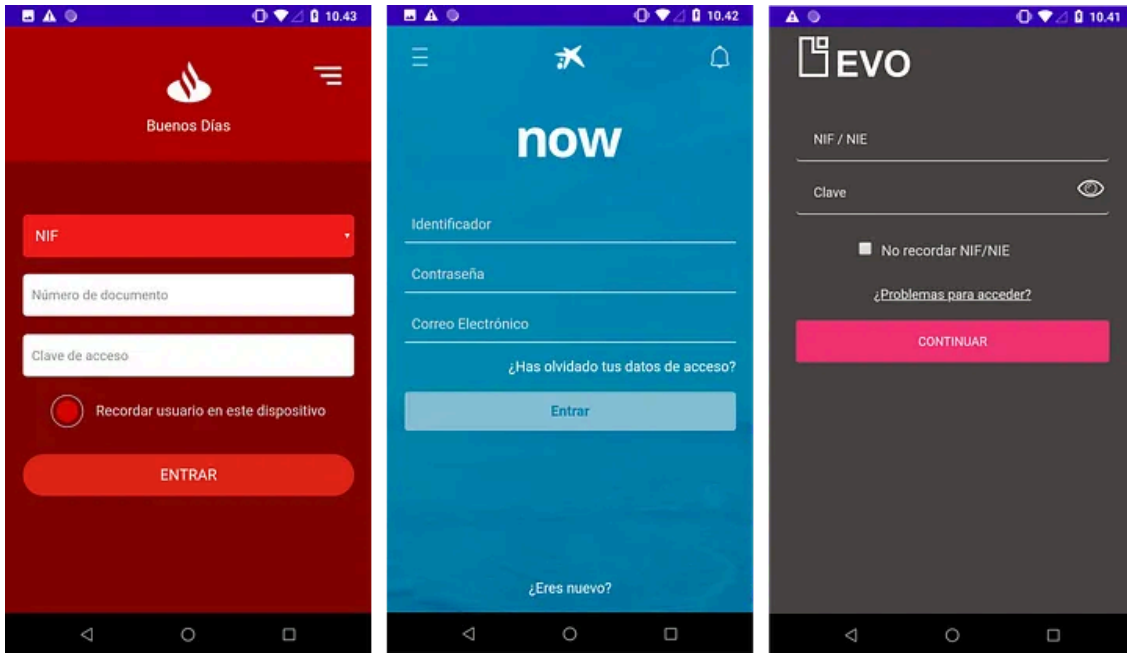 10.43
Buenos Días
NIF
Número de documento
Clave de acceso
Recordar usuario en este dispositivo
ENTRAR
10.42
now
Identificador
Contraseña
Correo Electrónico
¿Has olvidado tus datos de acceso?
Entrar
¿Eres nuevo?
10.41
EVO
NIF / NIE
Clave
No recordar NIF/NIE
¿Problemas para acceder?
CONTINUAR